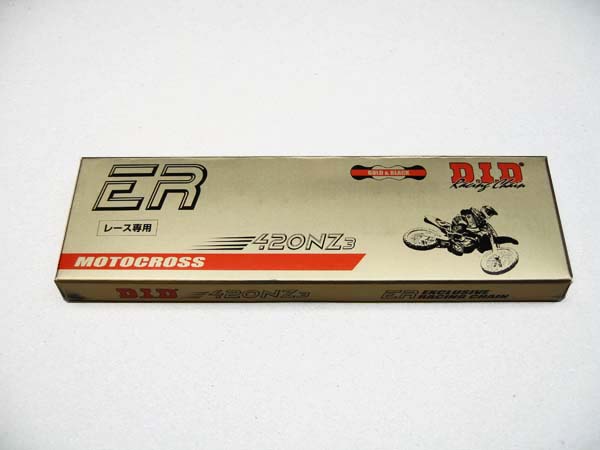 ER
GOLD & BLACK
D.I.D®
Racing Chain
レース専用
420NZ3
MOTOCROSS
D.I.D
420NZ3
ER EXCLUSIVE
RACING CHAIN